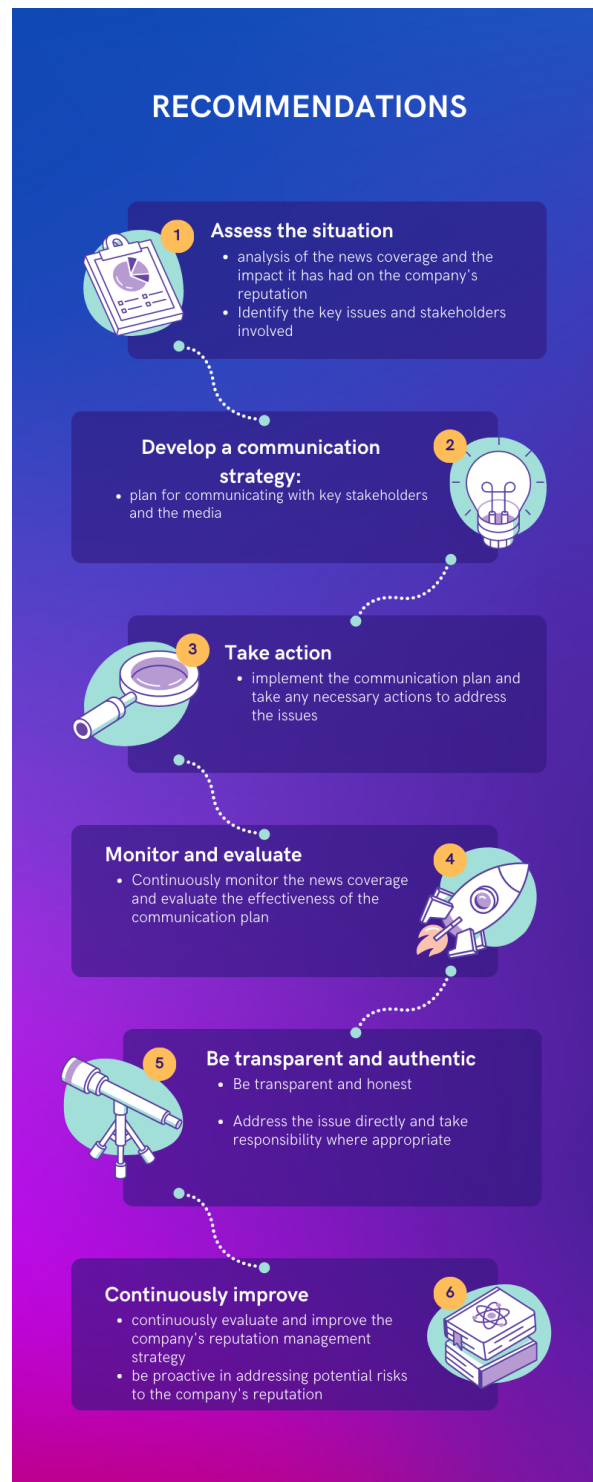 RECOMMENDATIONS
1
Assess the situation
• analysis of the news coverage and the
impact it has had on the company's
reputation
• Identify the key issues and stakeholders
involved
2
Develop a communication
strategy:
• plan for communicating with key stakeholders
and the media
3
Take action
• implement the communication plan and
take any necessary actions to address
the issues
4
Monitor and evaluate
• Continuously monitor the news coverage
and evaluate the effectiveness of the
communication plan
5
Be transparent and authentic
• Be transparent and honest
• Address the issue directly and take
responsibility where appropriate
6
Continuously improve
• continuously evaluate and improve the
company's reputation management
strategy
• be proactive in addressing potential risks
to the company's reputation